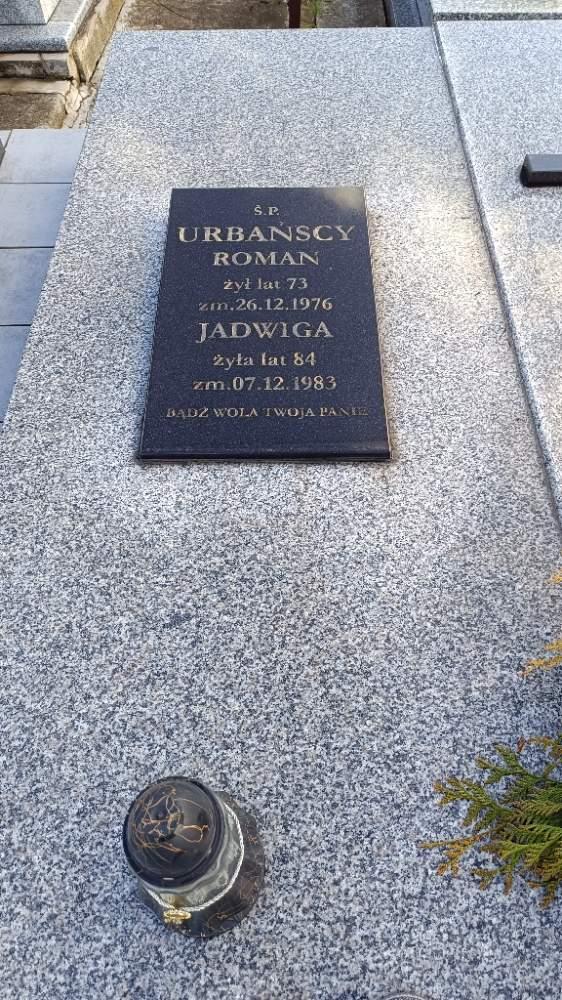 Ś.P.
URBAŃSCY
ROMAN
żył lat 73
zm.26.12.1976
JADWIGA
żyła lat 84
zm.07.12.1983
BĄDŹ WOLA TWOJA PANIE